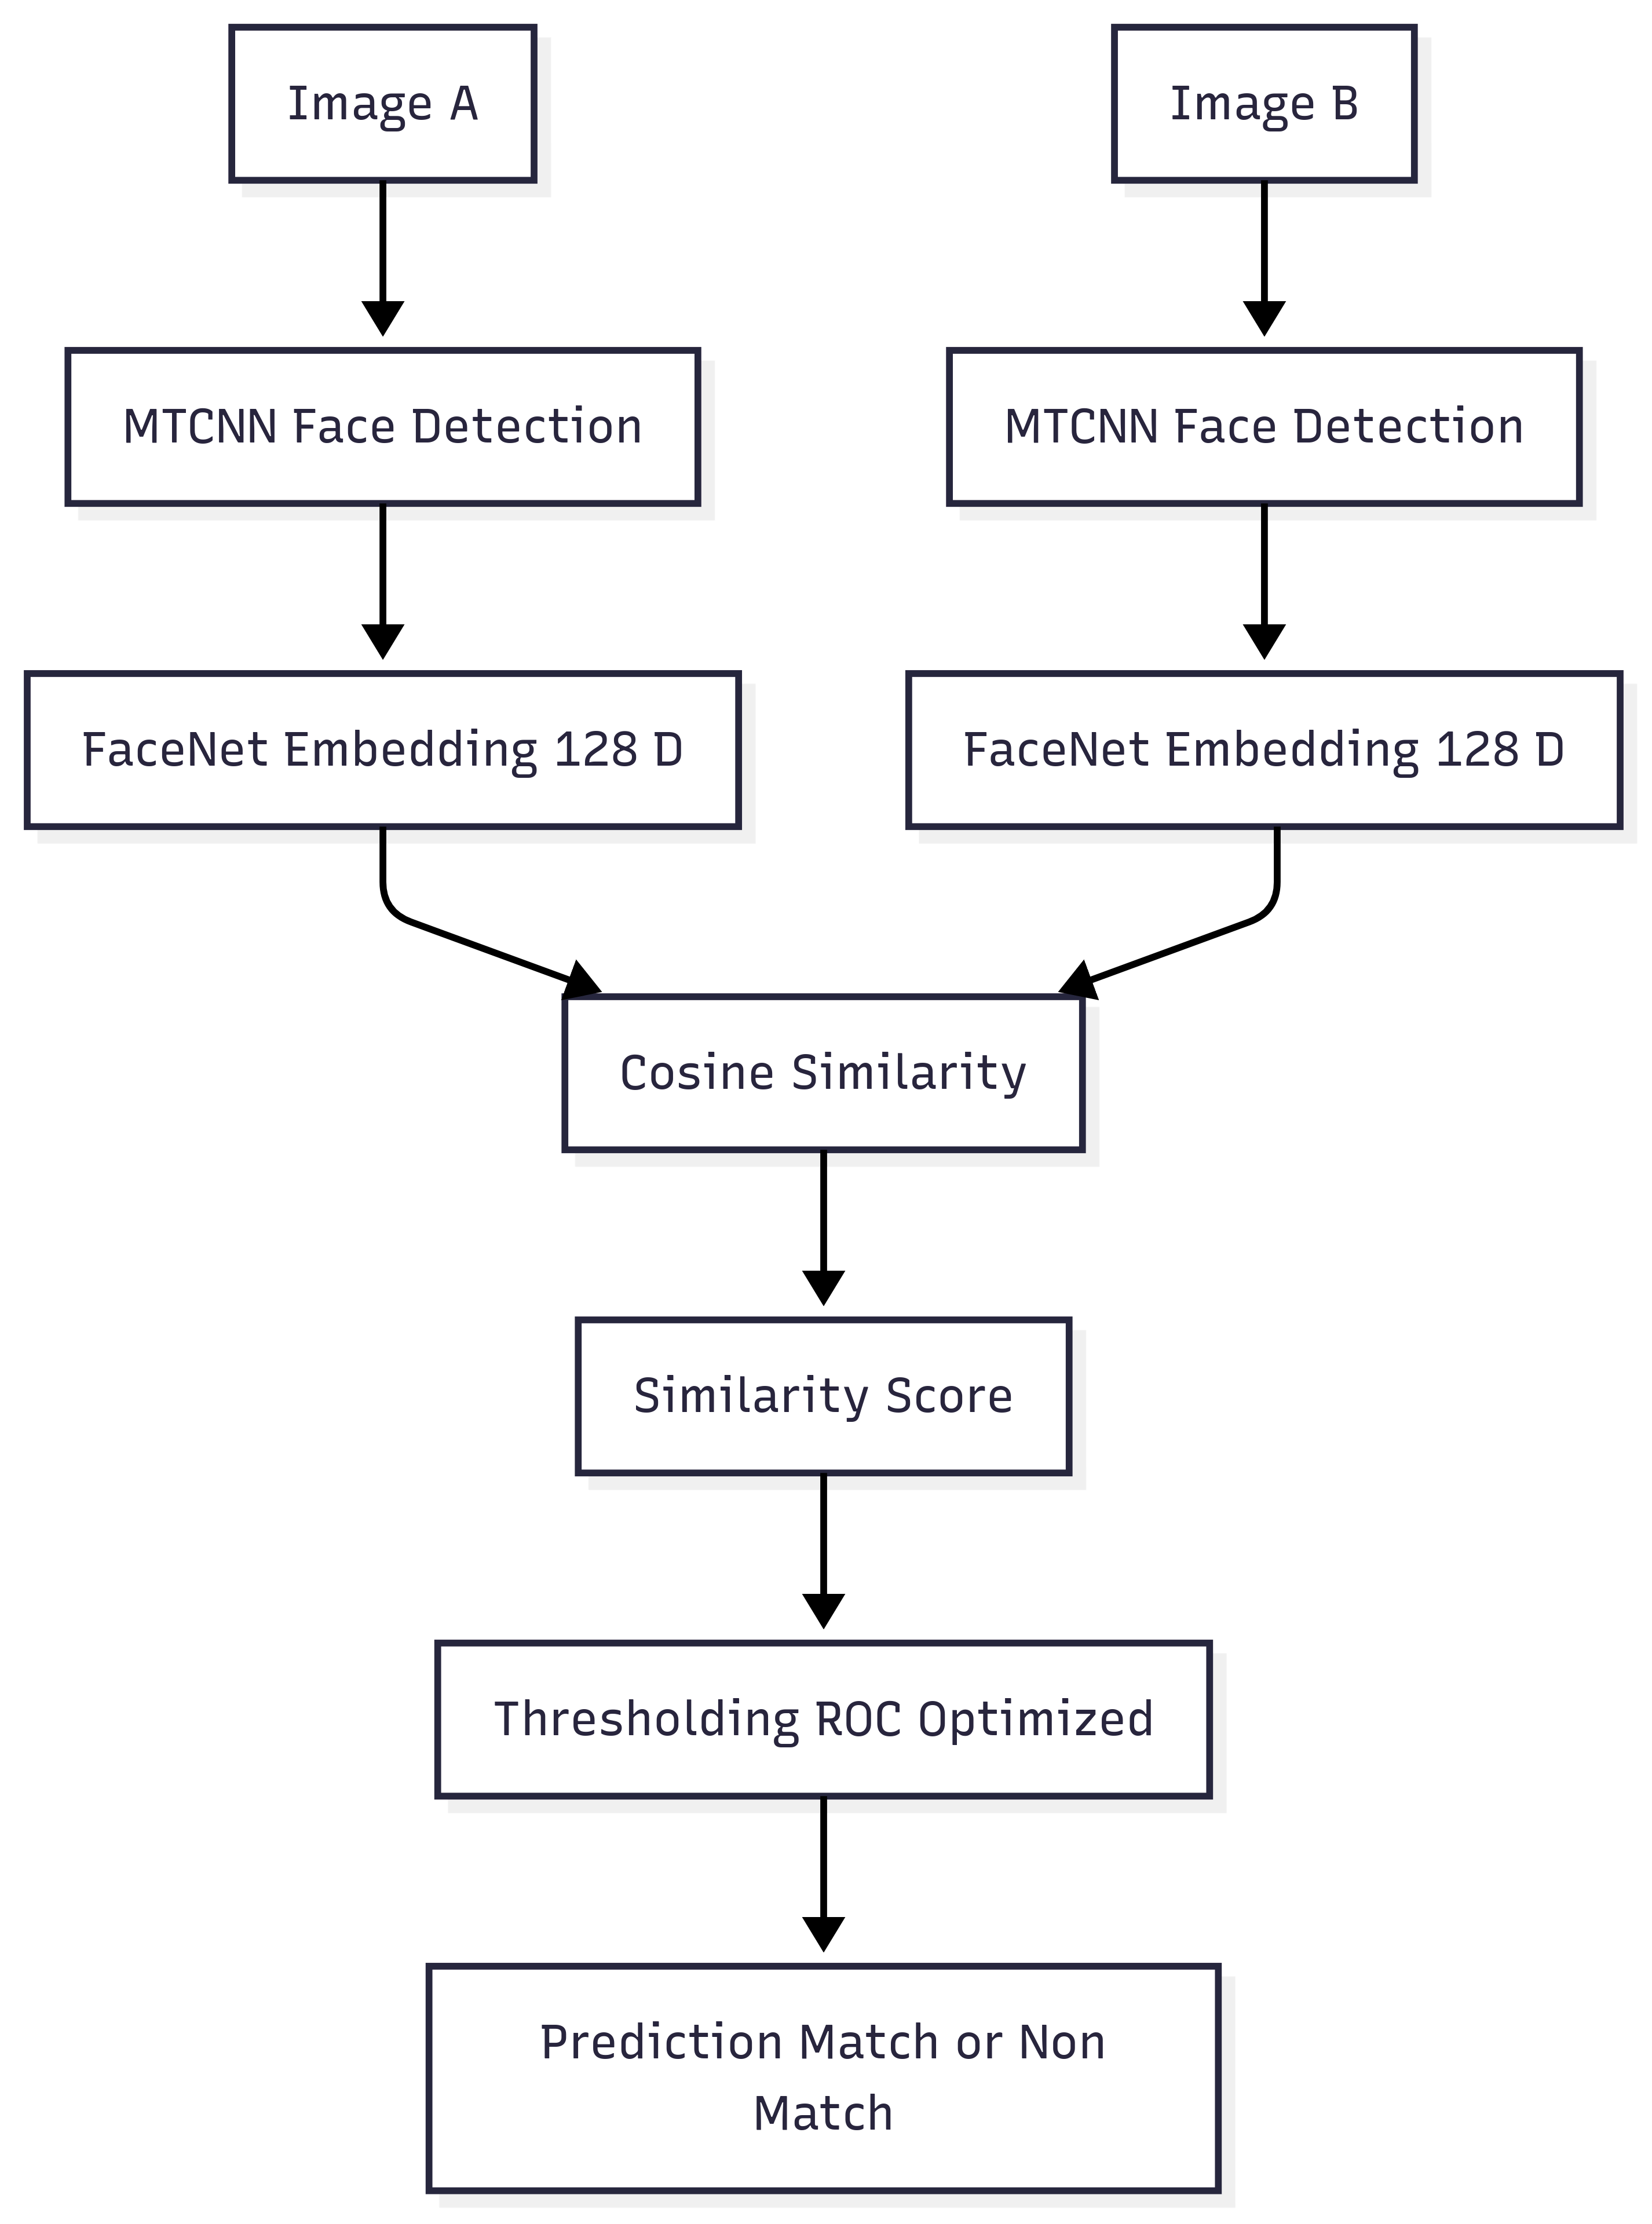 Image A
Image B
MTCNN Face Detection
MTCNN Face Detection
FaceNet Embedding 128 D
FaceNet Embedding 128 D
Cosine Similarity
Similarity Score
Thresholding ROC Optimized
Prediction Match or Non
Match